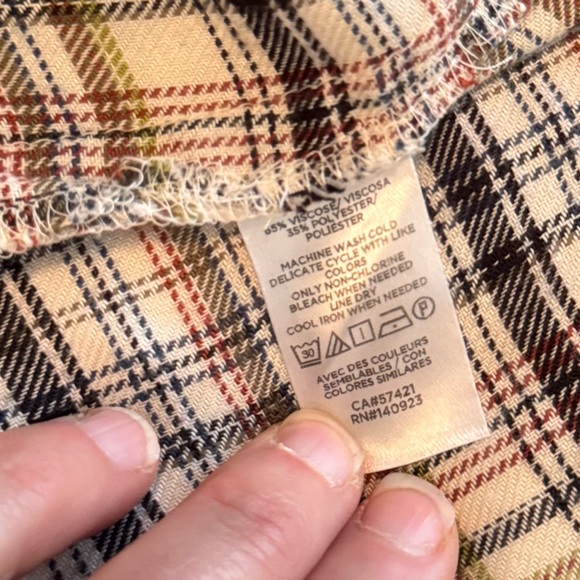 65% VISCOSE/VISCOSA
35% POLYESTER/
POLIESTER
MACHINE WASH COLD
DELICATE CYCLE WITH LIKE
COLORS
ONLY NON-CHLORINE
BLEACH WHEN NEEDED
LINE DRY
COOL IRON WHEN NEEDED
30 P
AVEC DES COULEURS
SEMBLABLES / CON
COLORES SIMILARES
CA#57421
RN#140923